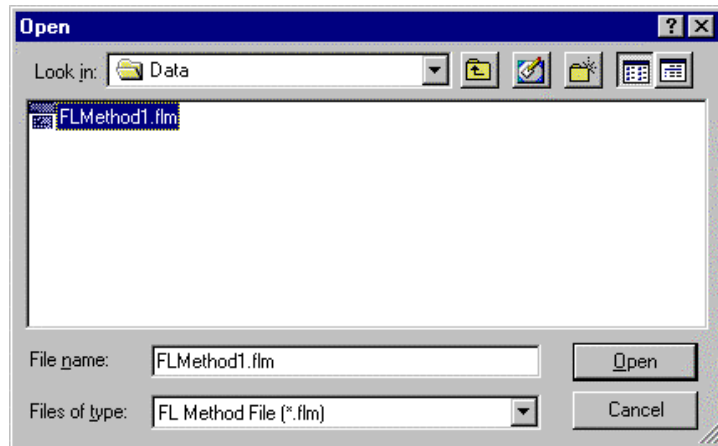 Open
Look in: Data
FLMethod1.flm
File name: FLMethod1.flm Open
Files of type: FL Method File (*.flm) Cancel